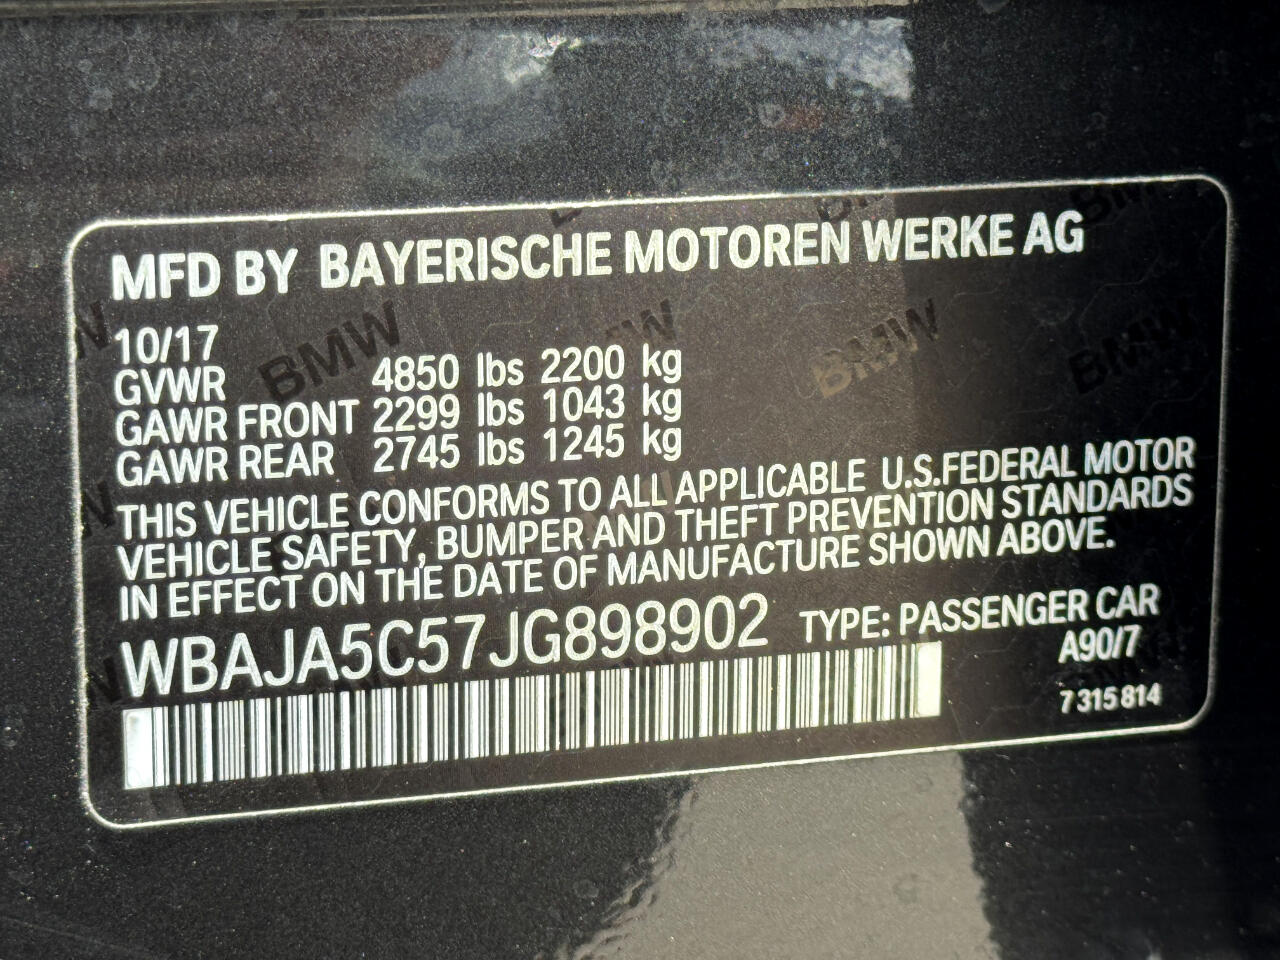 MFD BY BAYERISCHE MOTOREN WERKE AG
10/17
GVWR 4850 lbs 2200 kg
GAWR FRONT 2299 lbs 1043 kg
GAWR REAR 2745 lbs 1245 kg
THIS VEHICLE CONFORMS TO ALL APPLICABLE U.S.FEDERAL MOTOR
VEHICLE SAFETY, BUMPER AND THEFT PREVENTION STANDARDS
IN EFFECT ON THE DATE OF MANUFACTURE SHOWN ABOVE.
WBAJA5C57JG898902 TYPE: PASSENGER CAR
A90/7
7 315 814